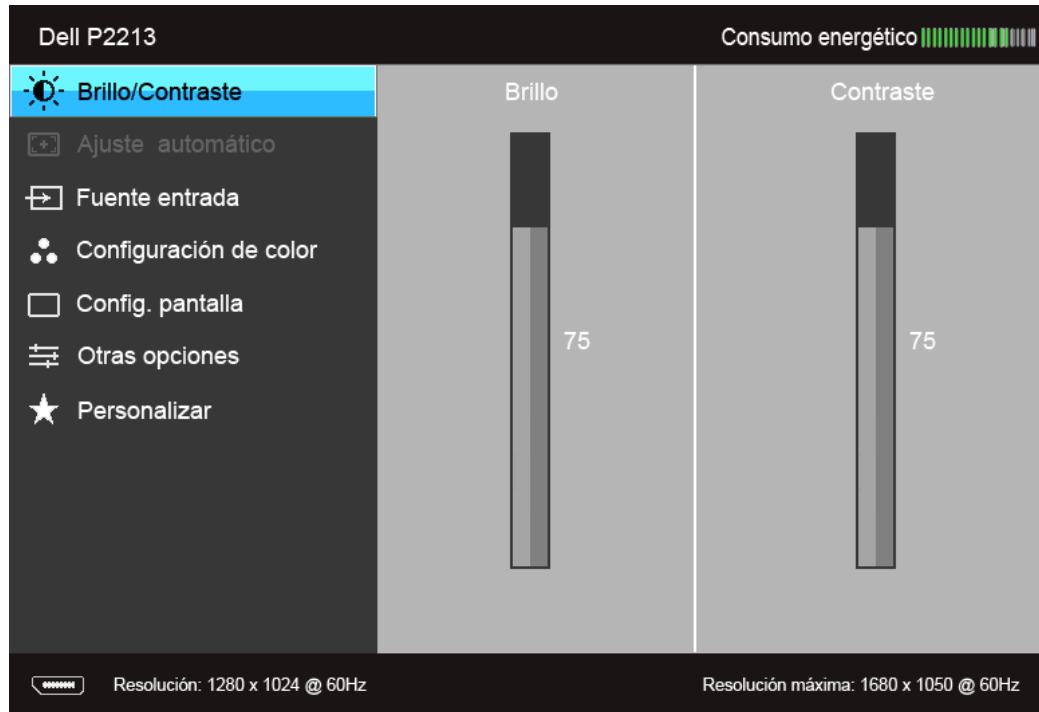 Dell P2213
Consumo energético
Brillo/Contraste
Ajuste automático
Fuente entrada
Configuración de color
Config. pantalla
Otras opciones
Personalizar
Brillo
75
Contraste
75
Resolución: 1280 x 1024 @ 60Hz
Resolución máxima: 1680 x 1050 @ 60Hz